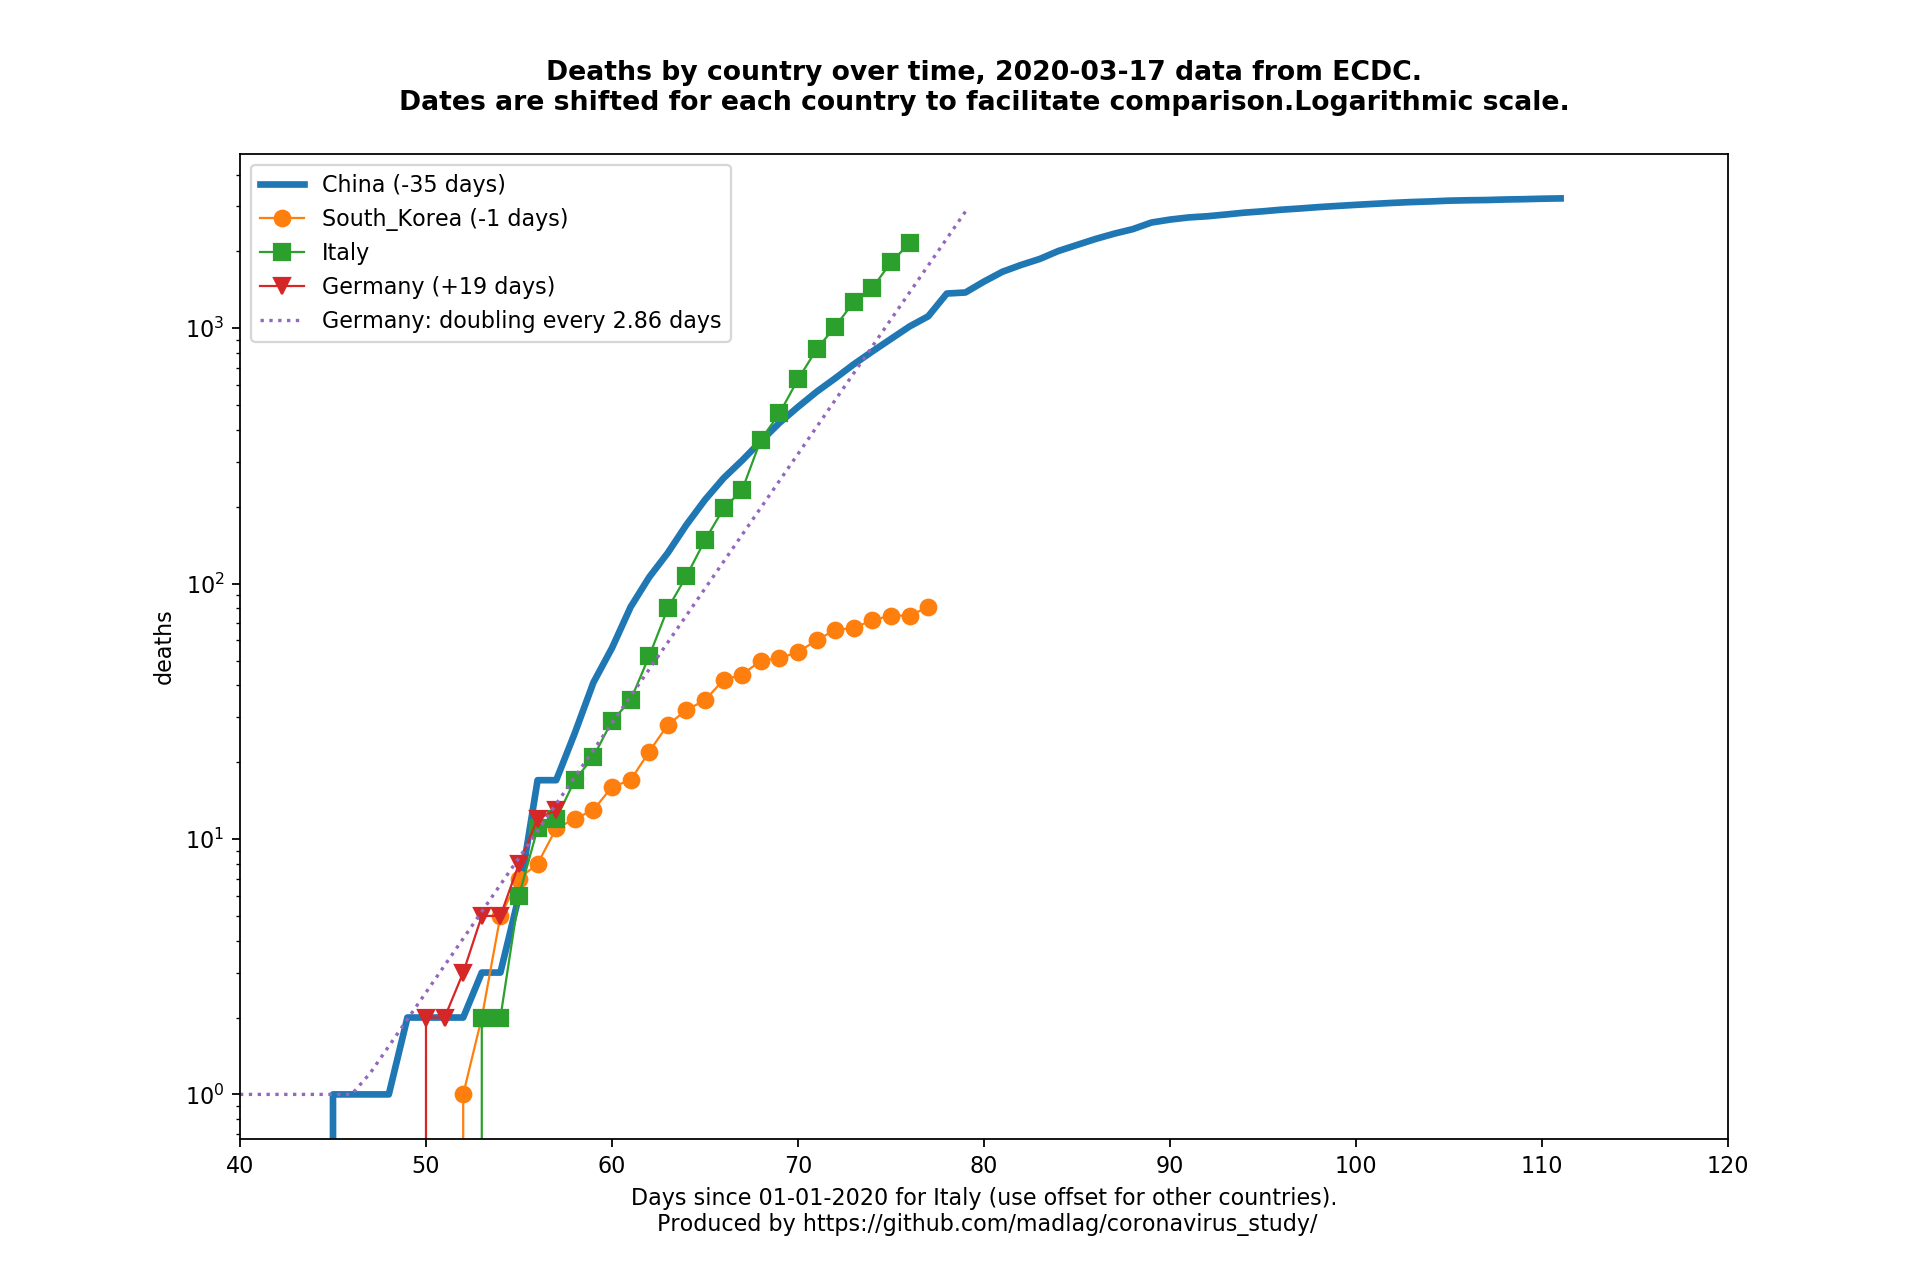 Deaths by country over time, 2020-03-17 data from ECDC.
Dates are shifted for each country to facilitate comparison.Logarithmic scale.
China (-35 days)
South_Korea (-1 days)
Italy
Germany (+19 days)
Germany: doubling every 2.86 days
10³
10²
10¹
10⁰
deaths
40 50 60 70 80 90 100 110 120
Days since 01-01-2020 for Italy (use offset for other countries).
Produced by https://github.com/madlag/coronavirus_study/